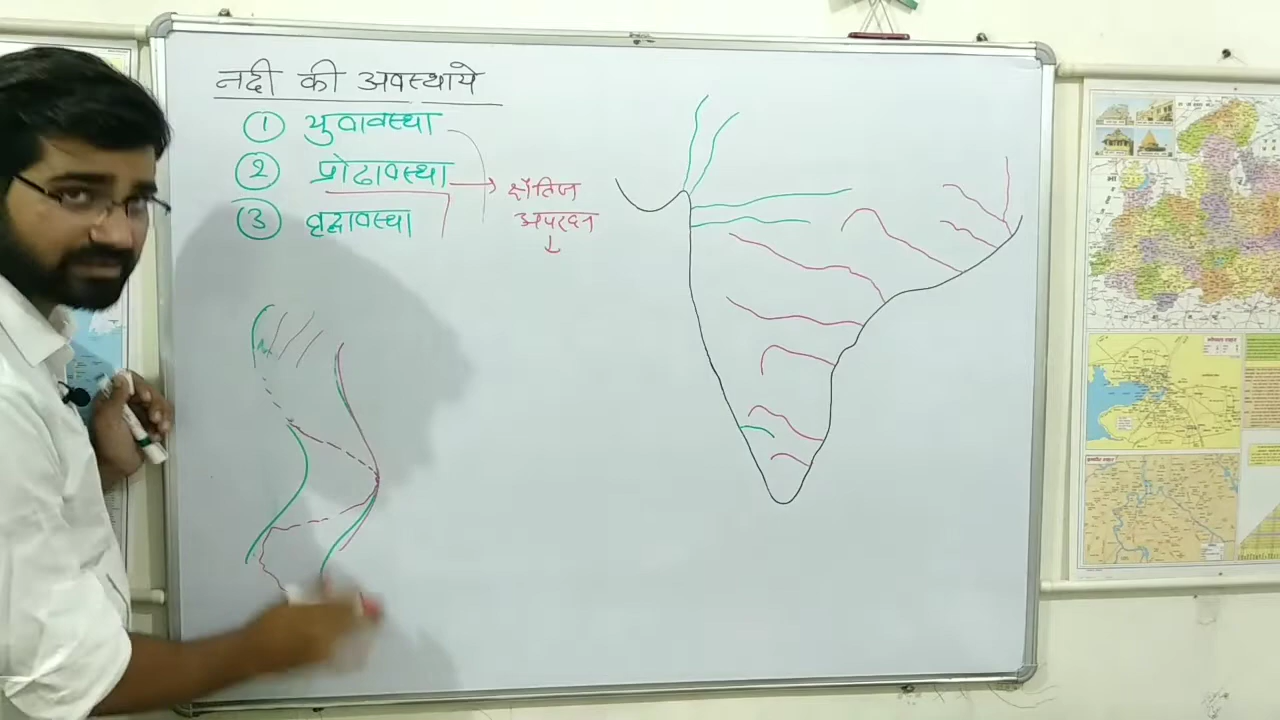 नदी की अवस्थाये
① युवावस्था
② प्रोढावस्था
③ वृद्धावस्था
क्षैतिज
अपरदन